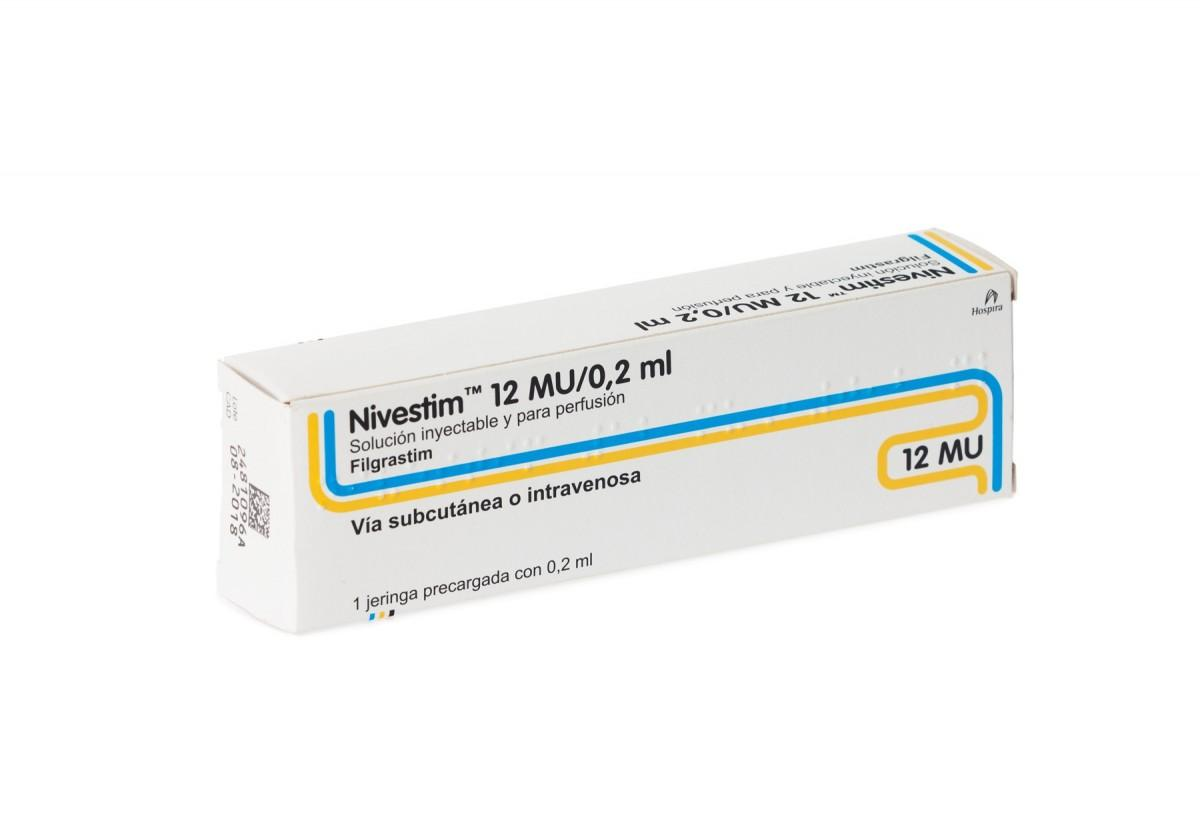 Nivestim™ 12 MU/0,2 ml
Solución inyectable y para perfusión
Filgrastim
Hospira
Nivestim™ 12 MU/0,2 ml
Solución inyectable y para perfusión
Filgrastim
12 MU
Vía subcutánea o intravenosa
1 jeringa precargada con 0,2 ml
Lote
CAD
2481096A
08-2018